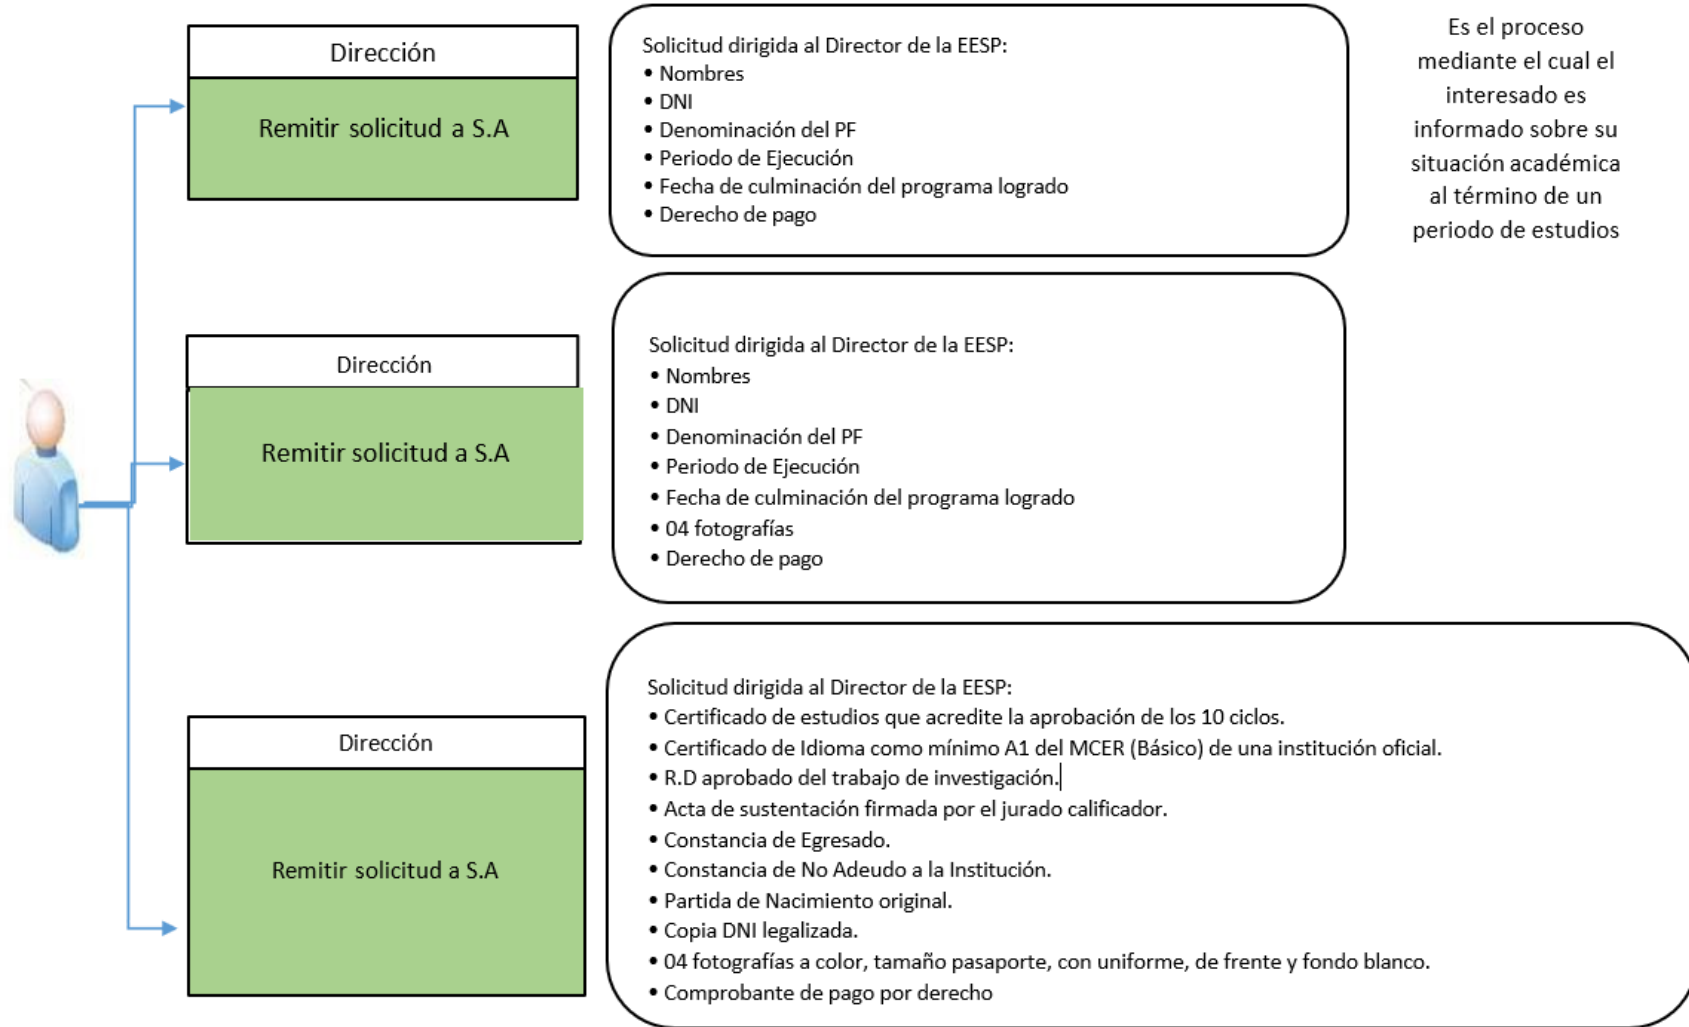 Dirección
Remitir solicitud a S.A
Solicitud dirigida al Director de la EESP:
• Nombres
• DNI
• Denominación del PF
• Periodo de Ejecución
• Fecha de culminación del programa logrado
• Derecho de pago
Es el proceso
mediante el cual el
interesado es
informado sobre su
situación académica
al término de un
periodo de estudios
Dirección
Remitir solicitud a S.A
Solicitud dirigida al Director de la EESP:
• Nombres
• DNI
• Denominación del PF
• Periodo de Ejecución
• Fecha de culminación del programa logrado
• 04 fotografías
• Derecho de pago
Dirección
Remitir solicitud a S.A
Solicitud dirigida al Director de la EESP:
• Certificado de estudios que acredite la aprobación de los 10 ciclos.
• Certificado de Idioma como mínimo A1 del MCER (Básico) de una institución oficial.
• R.D aprobado del trabajo de investigación.
• Acta de sustentación firmada por el jurado calificador.
• Constancia de Egresado.
• Constancia de No Adeudo a la Institución.
• Partida de Nacimiento original.
• Copia DNI legalizada.
• 04 fotografías a color, tamaño pasaporte, con uniforme, de frente y fondo blanco.
• Comprobante de pago por derecho